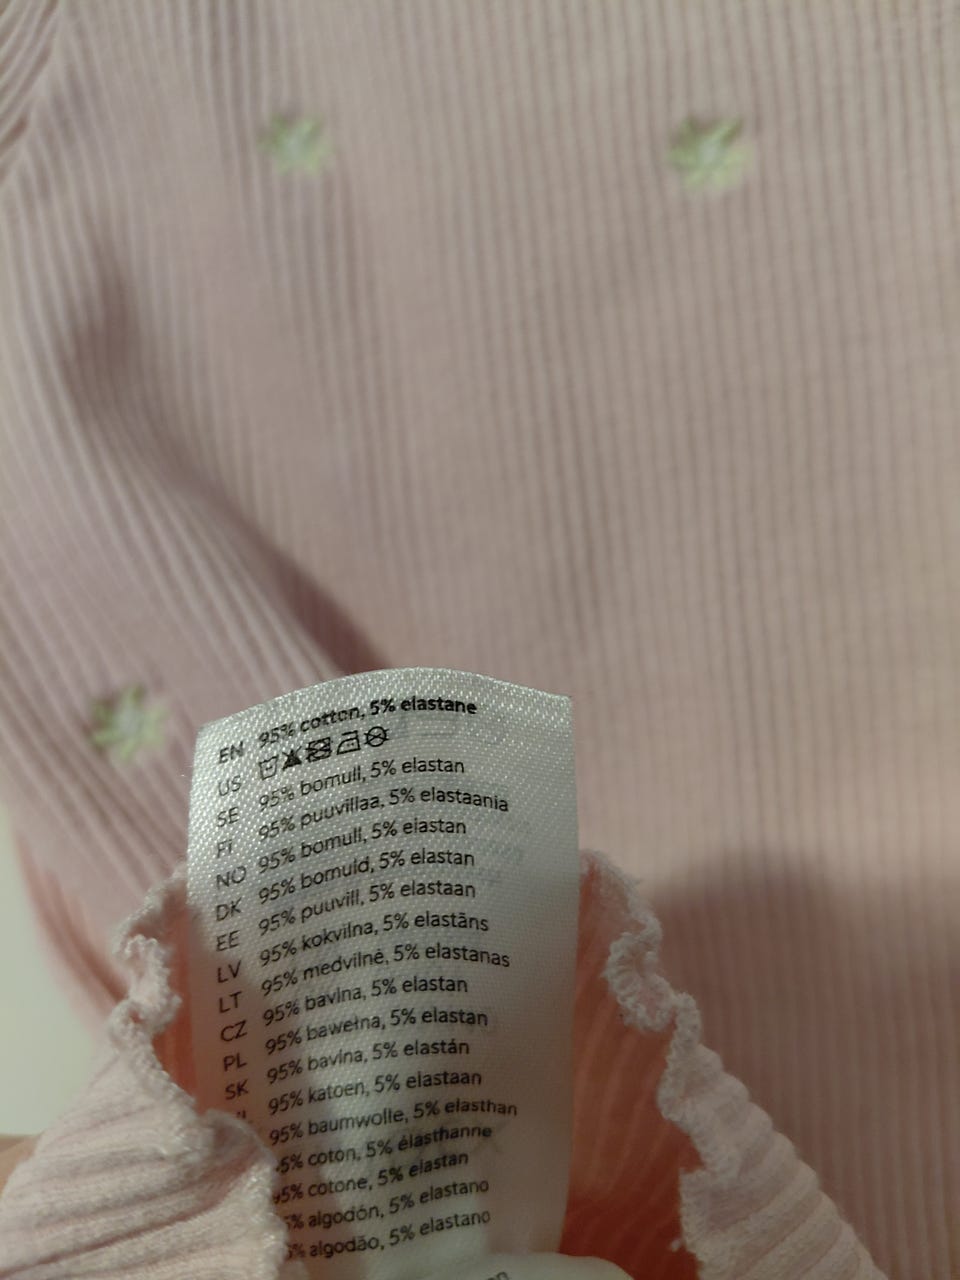 EN 95% cotton, 5% elastane
US
SE 95% bomull, 5% elastan
FI 95% puuvillaa, 5% elastaania
NO 95% bomull, 5% elastan
DK 95% bomuld, 5% elastan
EE 95% puuvill, 5% elastaan
LV 95% kokvilna, 5% elastāns
LT 95% medvilnė, 5% elastanas
CZ 95% bavlna, 5% elastan
PL 95% bawełna, 5% elastan
SK 95% bavlna, 5% elastán
95% katoen, 5% elastaan
95% baumwolle, 5% elasthan
5% coton, 5% élasthanne
95% cotone, 5% elastan
5% algodón, 5% elastano
5% algodão, 5% elastano